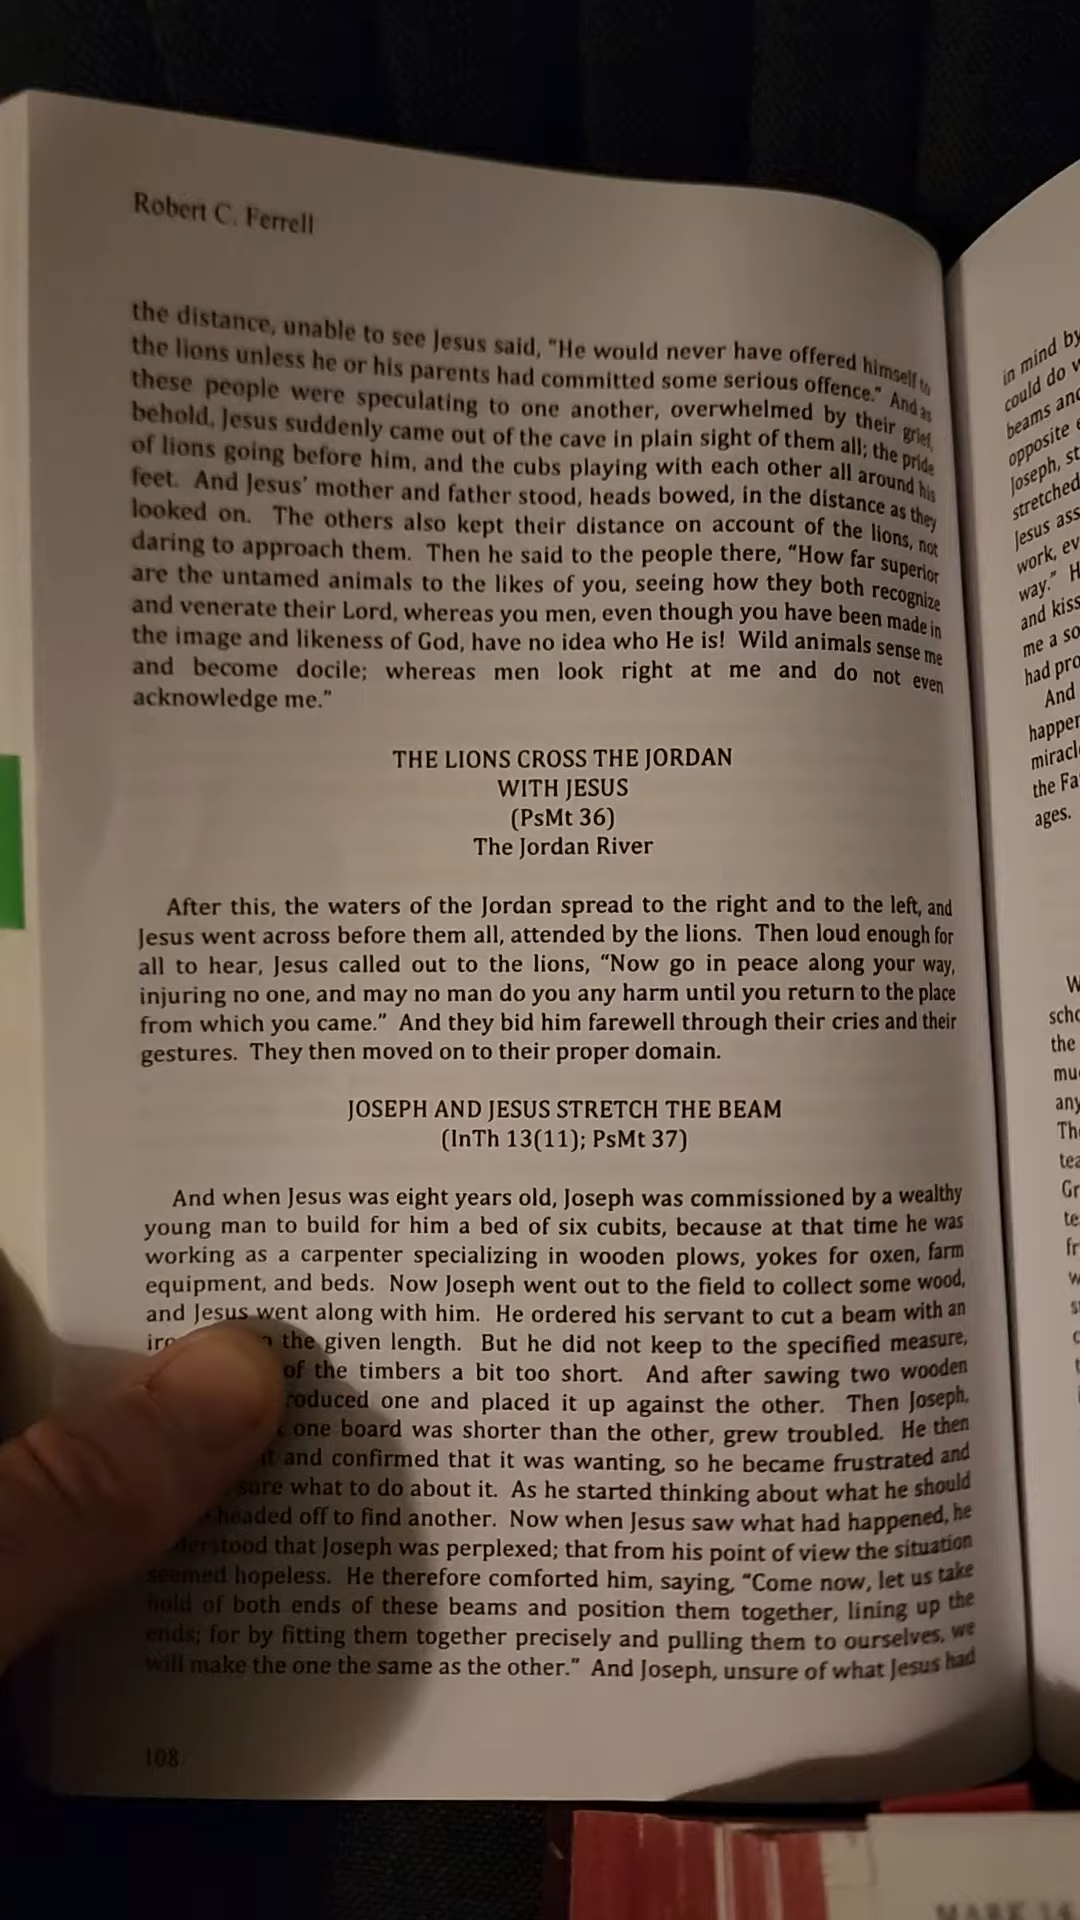 Robert C. Ferrell
the distance, unable to see Jesus said, "He would never have offered himself to
the lions unless he or his parents had committed some serious offence." And as
these people were speculating to one another, overwhelmed by their grief,
behold, Jesus suddenly came out of the cave in plain sight of them all; the pride
of lions going before him, and the cubs playing with each other all around his
feet. And Jesus' mother and father stood, heads bowed, in the distance as they
looked on. The others also kept their distance on account of the lions, not
daring to approach them. Then he said to the people there, "How far superior
are the untamed animals to the likes of you, seeing how they both recognize
and venerate their Lord, whereas you men, even though you have been made in
the image and likeness of God, have no idea who He is! Wild animals sense me
and become docile; whereas men look right at me and do not even
acknowledge me."
THE LIONS CROSS THE JORDAN
WITH JESUS
(PsMt 36)
The Jordan River
After this, the waters of the Jordan spread to the right and to the left, and
Jesus went across before them all, attended by the lions. Then loud enough for
all to hear, Jesus called out to the lions, "Now go in peace along your way,
injuring no one, and may no man do you any harm until you return to the place
from which you came." And they bid him farewell through their cries and their
gestures. They then moved on to their proper domain.
JOSEPH AND JESUS STRETCH THE BEAM
(InTh 13(11); PsMt 37)
And when Jesus was eight years old, Joseph was commissioned by a wealthy
young man to build for him a bed of six cubits, because at that time he was
working as a carpenter specializing in wooden plows, yokes for oxen, farm
equipment, and beds. Now Joseph went out to the field to collect some wood,
and Jesus went along with him. He ordered his servant to cut a beam with an
the given length. But he did not keep to the specified measure,
of the timbers a bit too short. And after sawing two wooden
one and placed it up against the other. Then Joseph,
one board was shorter than the other, grew troubled. He then
and confirmed that it was wanting, so he became frustrated and
sure what to do about it. As he started thinking about what he should
headed off to find another. Now when Jesus saw what had happened, he
that Joseph was perplexed; that from his point of view the situation
seemed hopeless. He therefore comforted him, saying, "Come now, let us take
hold of both ends of these beams and position them together, lining up the
ends; for by fitting them together precisely and pulling them to ourselves, we
will make the one the same as the other." And Joseph, unsure of what Jesus had
108
in mind by
could do
beams and
opposite
Joseph,
stretched
Jesus
work,
way."
and
me a
had
And
the
ages.
the